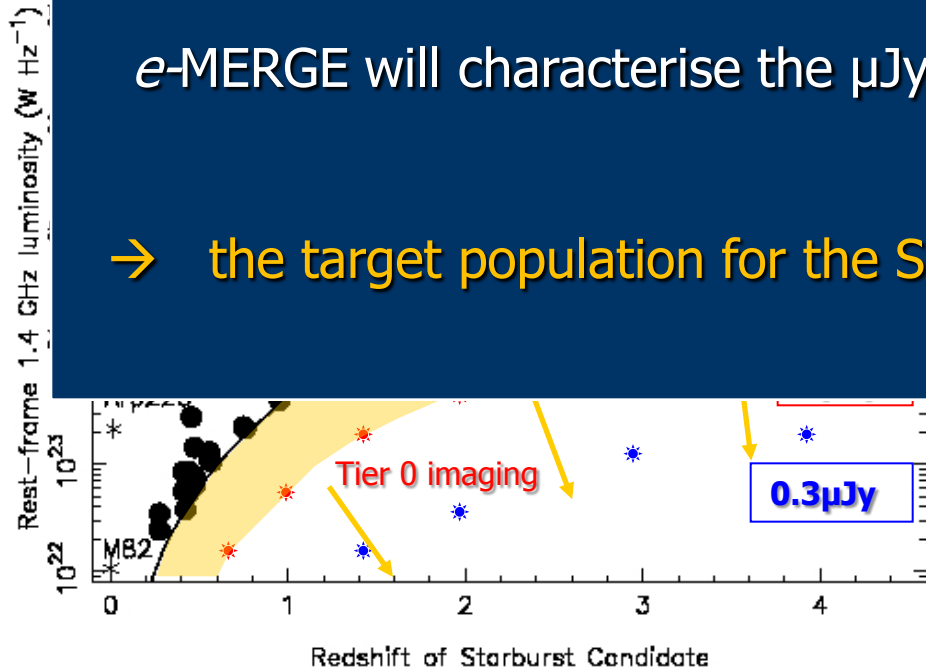 e-MERGE will characterise the μJy
→ the target population for the S
Rest-frame 1.4 GHz luminosity (W Hz⁻¹)
10²³
10²²
M82
Tier 0 imaging
0.3μJy
0 1 2 3 4
Redshift of Starburst Candidate